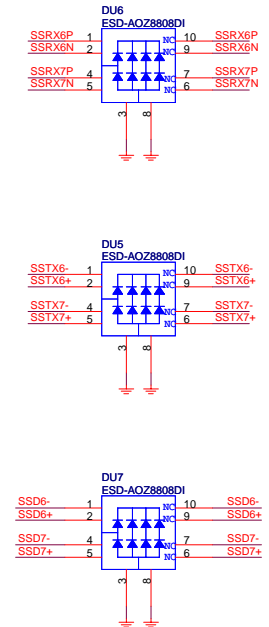 DU6
ESD-AOZ8808DI
SSRX6P 1 NC 10 SSRX6P
SSRX6N 2 NC 9 SSRX6N
SSRX7P 4 NC 7 SSRX7P
SSRX7N 5 NC 6 SSRX7N
3 8
DU5
ESD-AOZ8808DI
SSTX6- 1 NC 10 SSTX6-
SSTX6+ 2 NC 9 SSTX6+
SSTX7- 4 NC 7 SSTX7-
SSTX7+ 5 NC 6 SSTX7+
3 8
DU7
ESD-AOZ8808DI
SSD6- 1 NC 10 SSD6-
SSD6+ 2 NC 9 SSD6+
SSD7- 4 NC 7 SSD7-
SSD7+ 5 NC 6 SSD7+
3 8